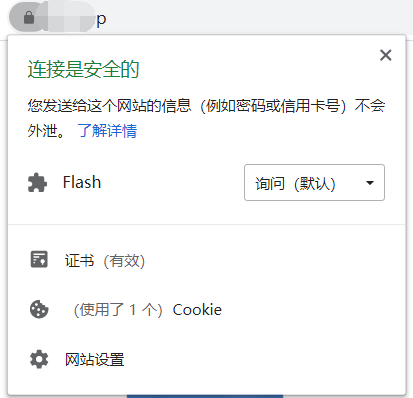 p
连接是安全的
您发送给这个网站的信息（例如密码或信用卡号）不会
外泄。 了解详情
Flash 询问（默认）
证书（有效）
（使用了 1 个）Cookie
网站设置